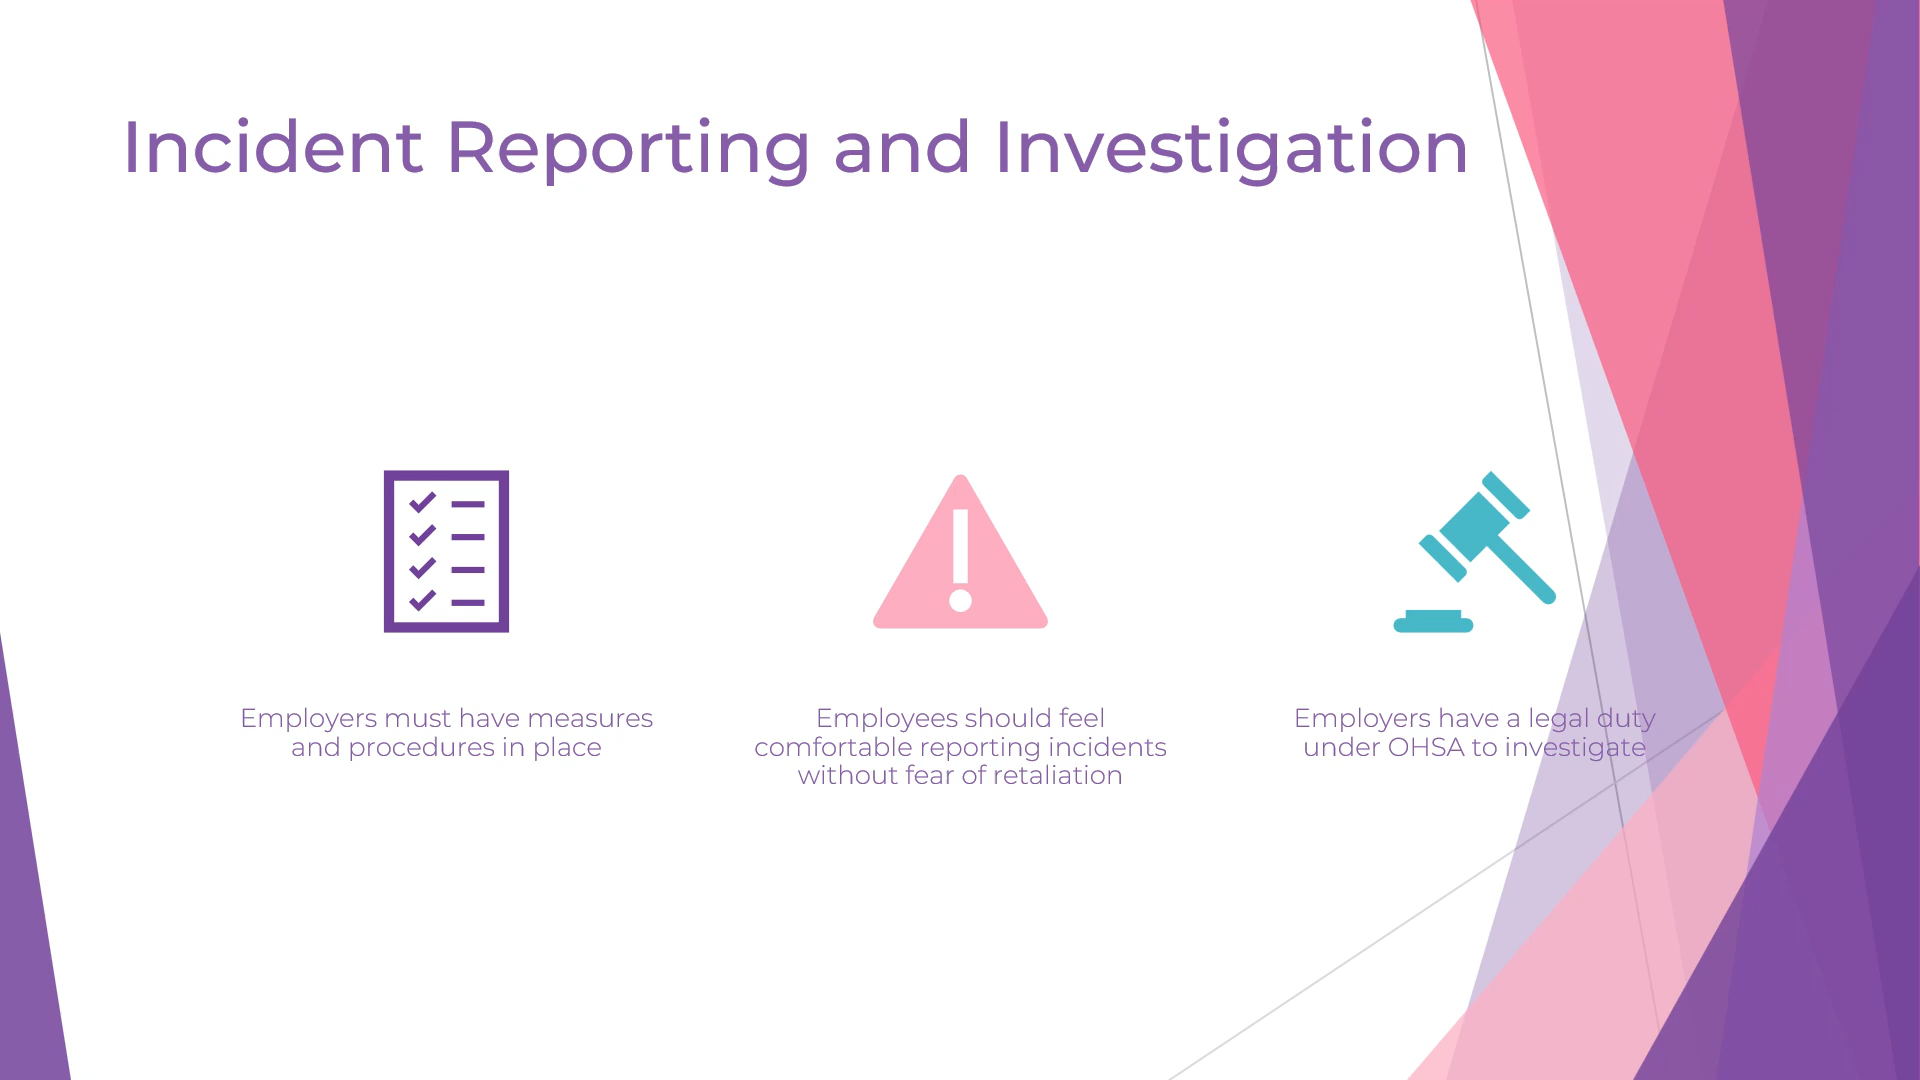 Incident Reporting and Investigation
Employers must have measures
and procedures in place
Employees should feel
comfortable reporting incidents
without fear of retaliation
Employers have a legal duty
under OHSA to investigate